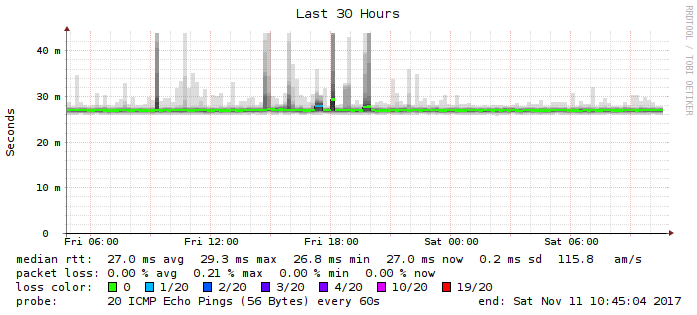 Last 30 Hours
RRDTOOL / TOBI OETIKER
Seconds
40 m
30 m
20 m
10 m
0
Fri 06:00 Fri 12:00 Fri 18:00 Sat 00:00 Sat 06:00
median rtt: 27.0 ms avg 29.3 ms max 26.8 ms min 27.0 ms now 0.2 ms sd 115.8 am/s
packet loss: 0.00 % avg 0.21 % max 0.00 % min 0.00 % now
loss color: 0 1/20 2/20 3/20 4/20 10/20 19/20
probe: 20 ICMP Echo Pings (56 Bytes) every 60s end: Sat Nov 11 10:45:04 2017